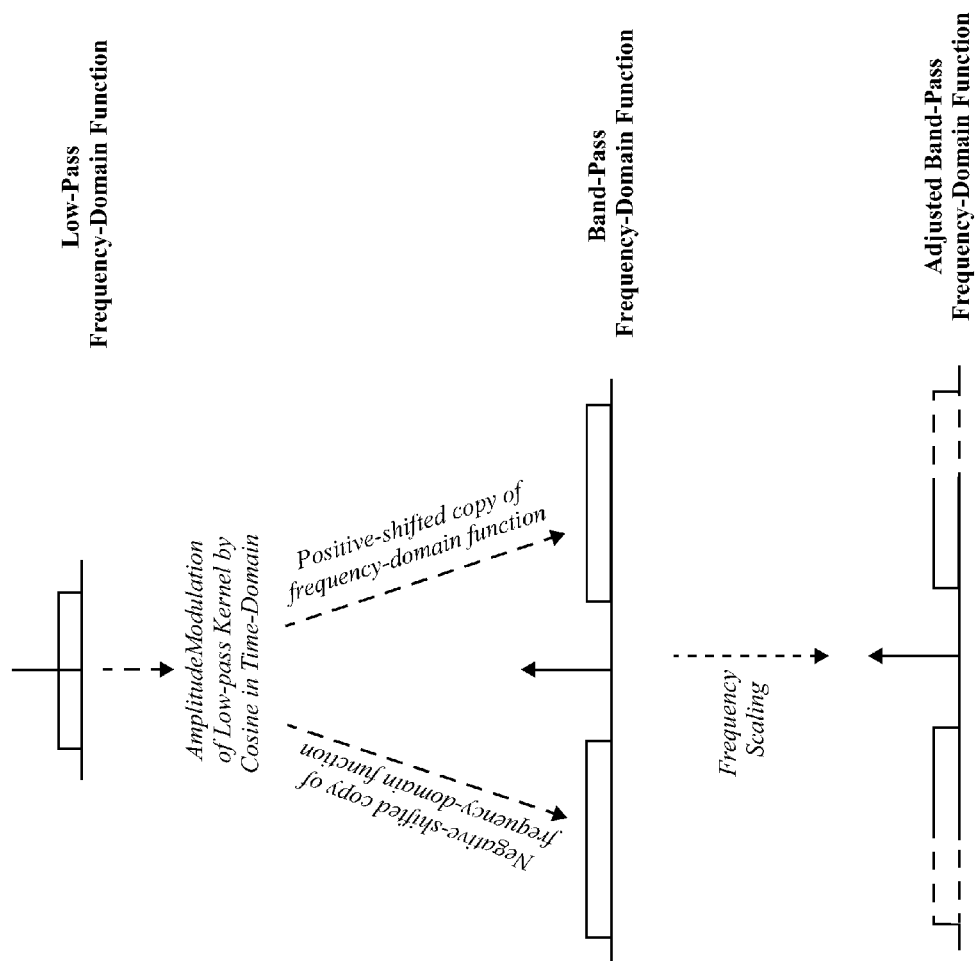 Low-Pass
Frequency-Domain Function
AmplitudeModulation
of Low-pass Kernel by
Cosine in Time-Domain
Negative-shifted copy of
frequency-domain function
Positive-shifted copy of
frequency-domain function
Band-Pass
Frequency-Domain Function
Frequency
Scaling
Adjusted Band-Pass
Frequency-Domain Function